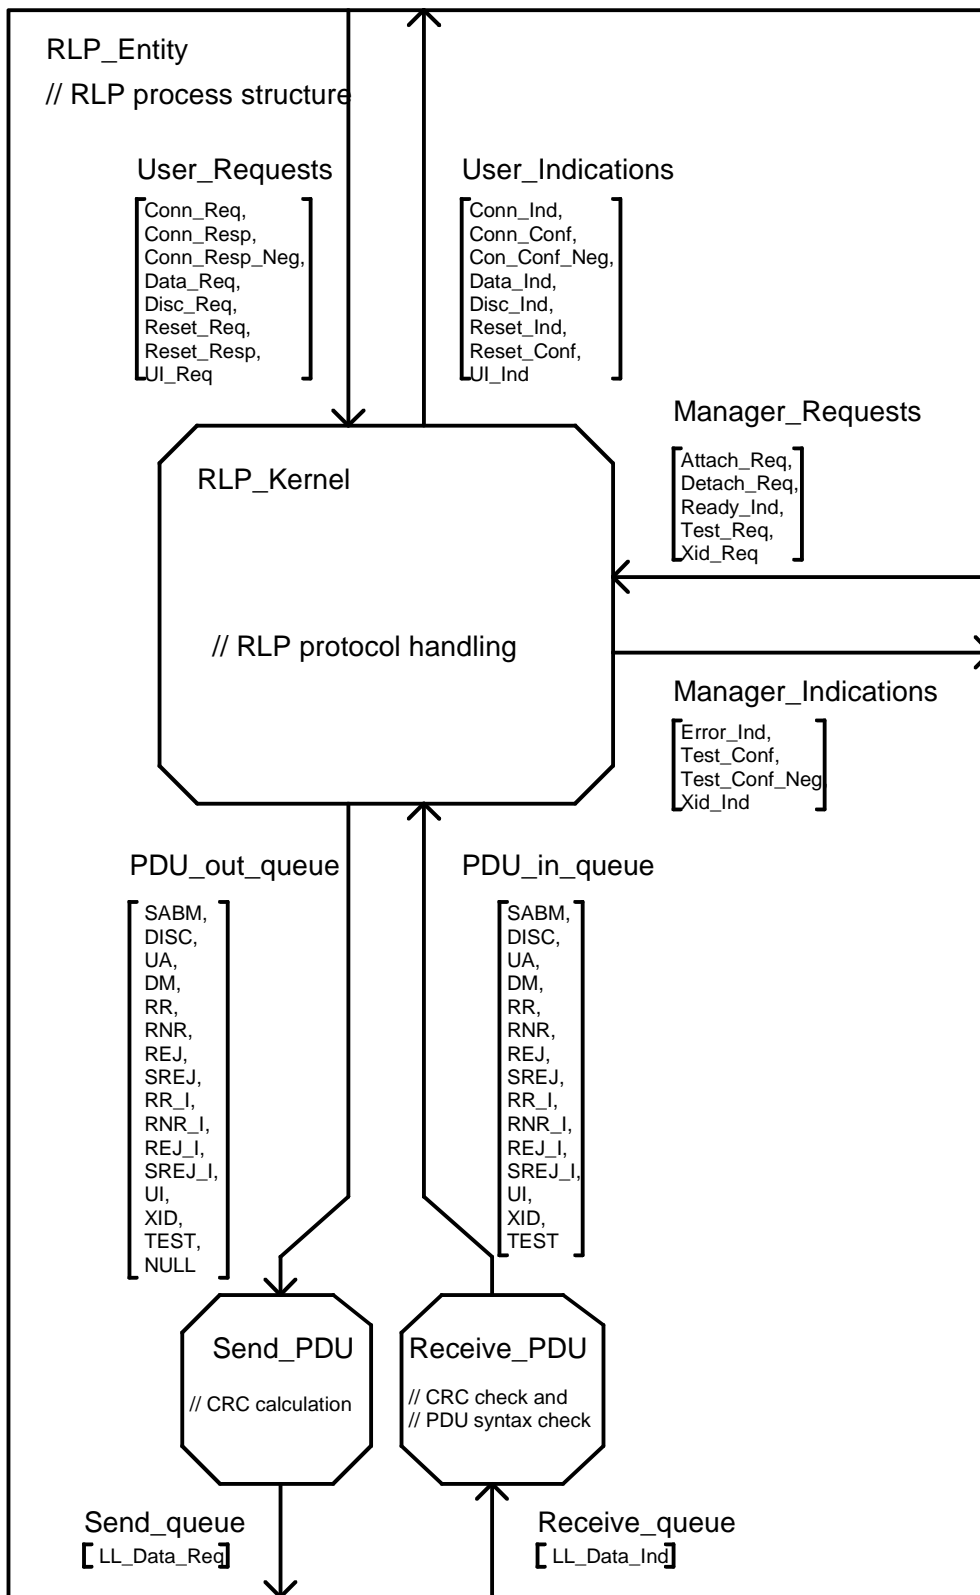 RLP_Entity
// RLP process structure
User_Requests
Conn_Req,
Conn_Resp,
Conn_Resp_Neg,
Data_Req,
Disc_Req,
Reset_Req,
Reset_Resp,
UI_Req
User_Indications
Conn_Ind,
Conn_Conf,
Con_Conf_Neg,
Data_Ind,
Disc_Ind,
Reset_Ind,
Reset_Conf,
UI_Ind
Manager_Requests
Attach_Req,
Detach_Req,
Ready_Ind,
Test_Req,
Xid_Req
RLP_Kernel
// RLP protocol handling
Manager_Indications
Error_Ind,
Test_Conf,
Test_Conf_Neg,
Xid_Ind
PDU_out_queue
SABM,
DISC,
UA,
DM,
RR,
RNR,
REJ,
SREJ,
RR_I,
RNR_I,
REJ_I,
SREJ_I,
UI,
XID,
TEST,
NULL
PDU_in_queue
SABM,
DISC,
UA,
DM,
RR,
RNR,
REJ,
SREJ,
RR_I,
RNR_I,
REJ_I,
SREJ_I,
UI,
XID,
TEST
Send_PDU
// CRC calculation
Receive_PDU
// CRC check and
// PDU syntax check
Send_queue
[ LL_Data_Req]
Receive_queue
[ LL_Data_Ind]